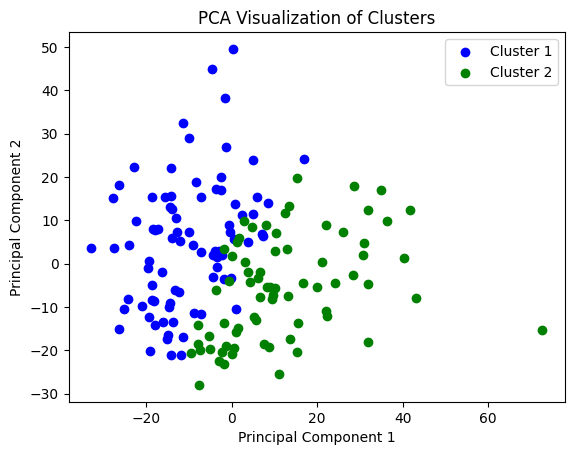 PCA Visualization of Clusters
Cluster 1
Cluster 2
Principal Component 2
50
40
30
20
10
0
−10
−20
−30
−20
0
20
40
60
Principal Component 1